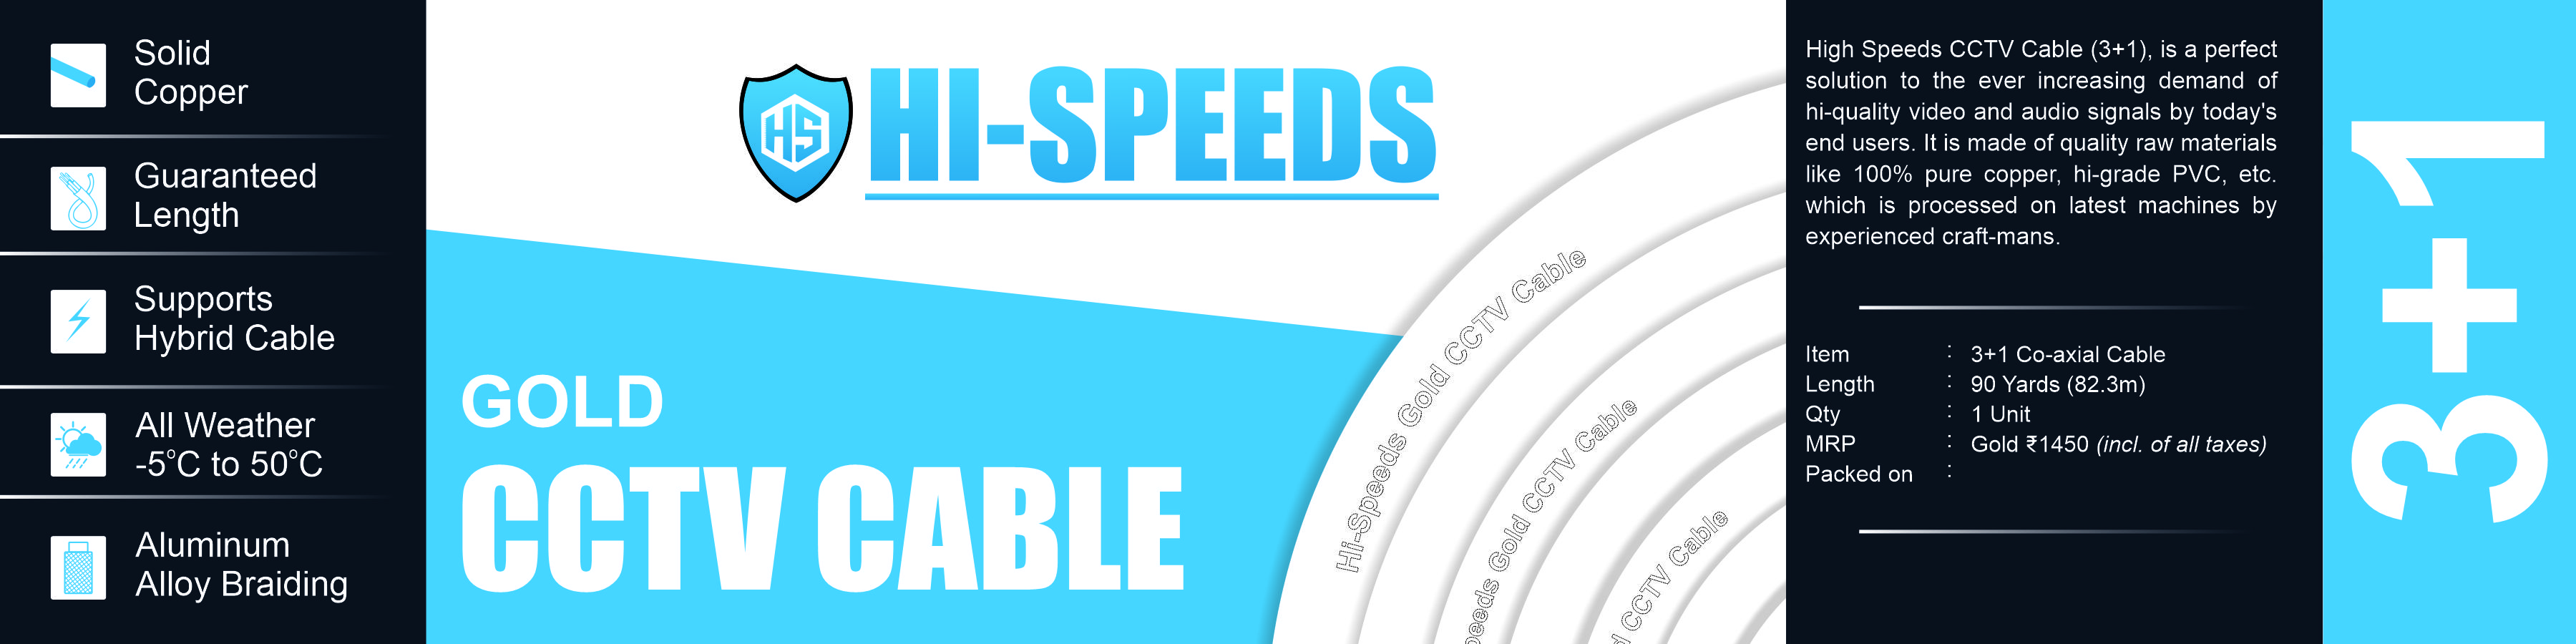 Solid
Copper
Guaranteed
Length
Supports
Hybrid Cable
All Weather
-5°C to 50°C
Aluminum
Alloy Braiding
HS
HI-SPEEDS
GOLD
CCTV CABLE
Hi-Speeds Gold CCTV Cable
peeds Gold CCTV Cable
d CCTV Cable
High Speeds CCTV Cable (3+1), is a perfect
solution to the ever increasing demand of
hi-quality video and audio signals by today's
end users. It is made of quality raw materials
like 100% pure copper, hi-grade PVC, etc.
which is processed on latest machines by
experienced craft-mans.
Item : 3+1 Co-axial Cable
Length : 90 Yards (82.3m)
Qty : 1 Unit
MRP : Gold ₹1450 (incl. of all taxes)
Packed on :
3+1